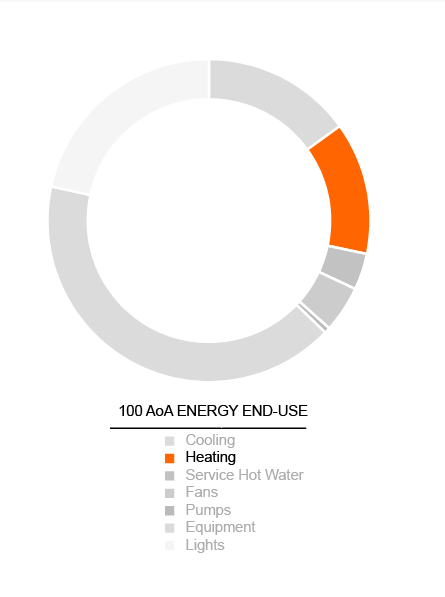 100 AoA ENERGY END-USE
Cooling
Heating
Service Hot Water
Fans
Pumps
Equipment
Lights